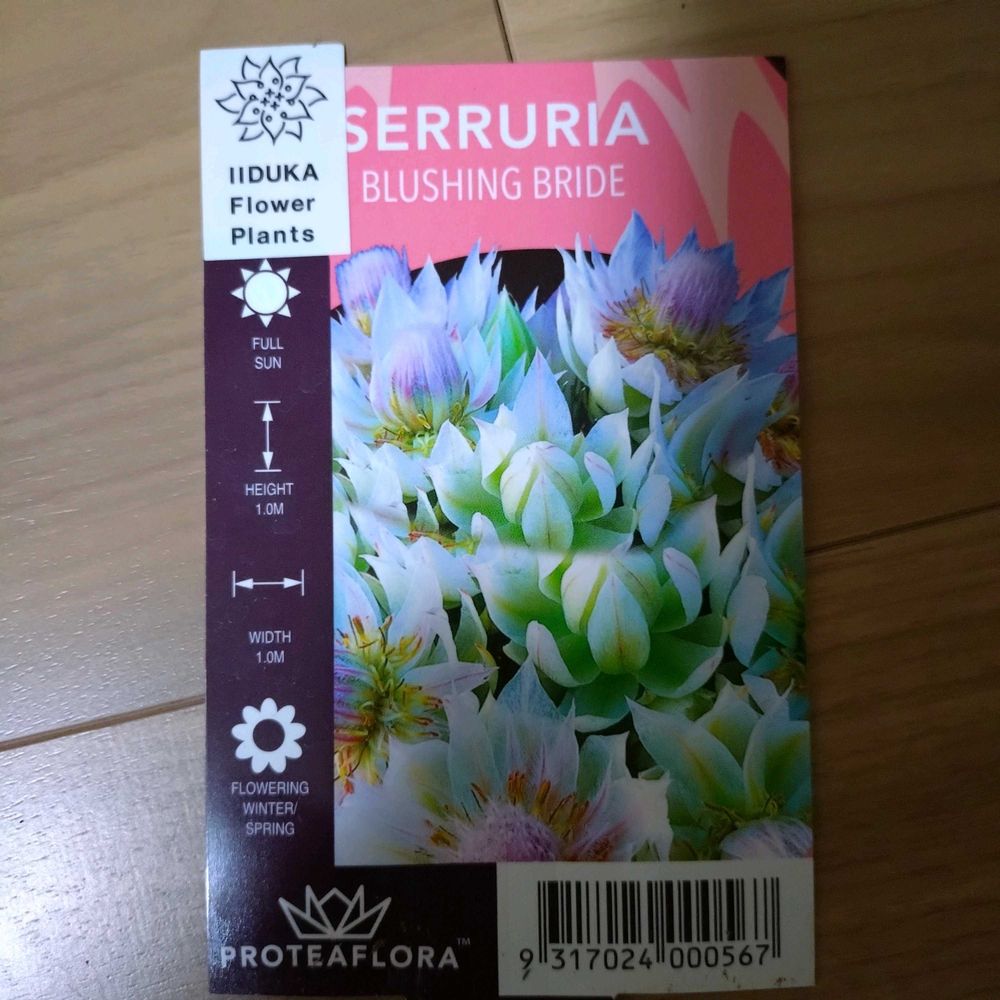 IIDUKA
Flower
Plants
SERRURIA
BLUSHING BRIDE
FULL
SUN
HEIGHT
1.0M
WIDTH
1.0M
FLOWERING
WINTER/
SPRING
PROTEAFLORA™
9 317024 000567